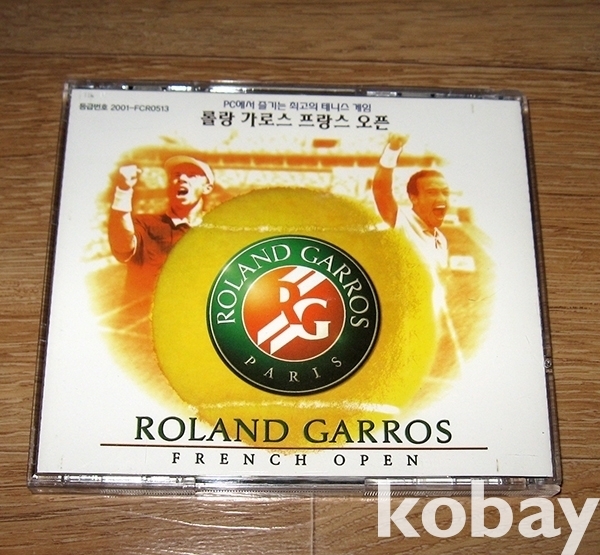 PC에서 즐기는 최고의 테니스 게임
등급번호 2001-FCR0513
롤랑 가로스 프랑스 오픈
ROLAND GARROS
RG
PARIS
ROLAND GARROS
FRENCH OPEN
kobay